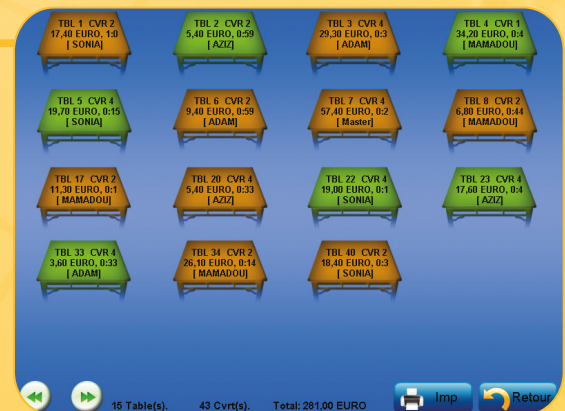 TBL 1 CVR 2
17,40 EURO, 1:0
[ SONIA]
TBL 2 CVR 2
5,40 EURO, 0:59
[ AZIZ]
TBL 3 CVR 4
29,30 EURO, 0:3
[ ADAM]
TBL 4 CVR 1
34,20 EURO, 0:4
[ MAMADOU]
TBL 5 CVR 4
19,70 EURO, 0:15
[ SONIA]
TBL 6 CVR 2
9,40 EURO, 0:59
[ ADAM]
TBL 7 CVR 4
57,40 EURO, 0:2
[ Master]
TBL 8 CVR 2
6,80 EURO, 0:44
[ MAMADOU]
TBL 17 CVR 2
11,30 EURO, 0:1
[ MAMADOU]
TBL 20 CVR 4
5,40 EURO, 0:33
[ AZIZ]
TBL 22 CVR 4
19,00 EURO, 0:1
[ SONIA]
TBL 23 CVR 4
17,60 EURO, 0:4
[ AZIZ]
TBL 33 CVR 4
3,60 EURO, 0:33
[ ADAM]
TBL 34 CVR 2
26,10 EURO, 0:14
[ MAMADOU]
TBL 40 CVR 2
18,40 EURO, 0:3
[ SONIA]
15 Table(s). 43 Cvrt(s). Total: 281,00 EURO
Imp
Retour